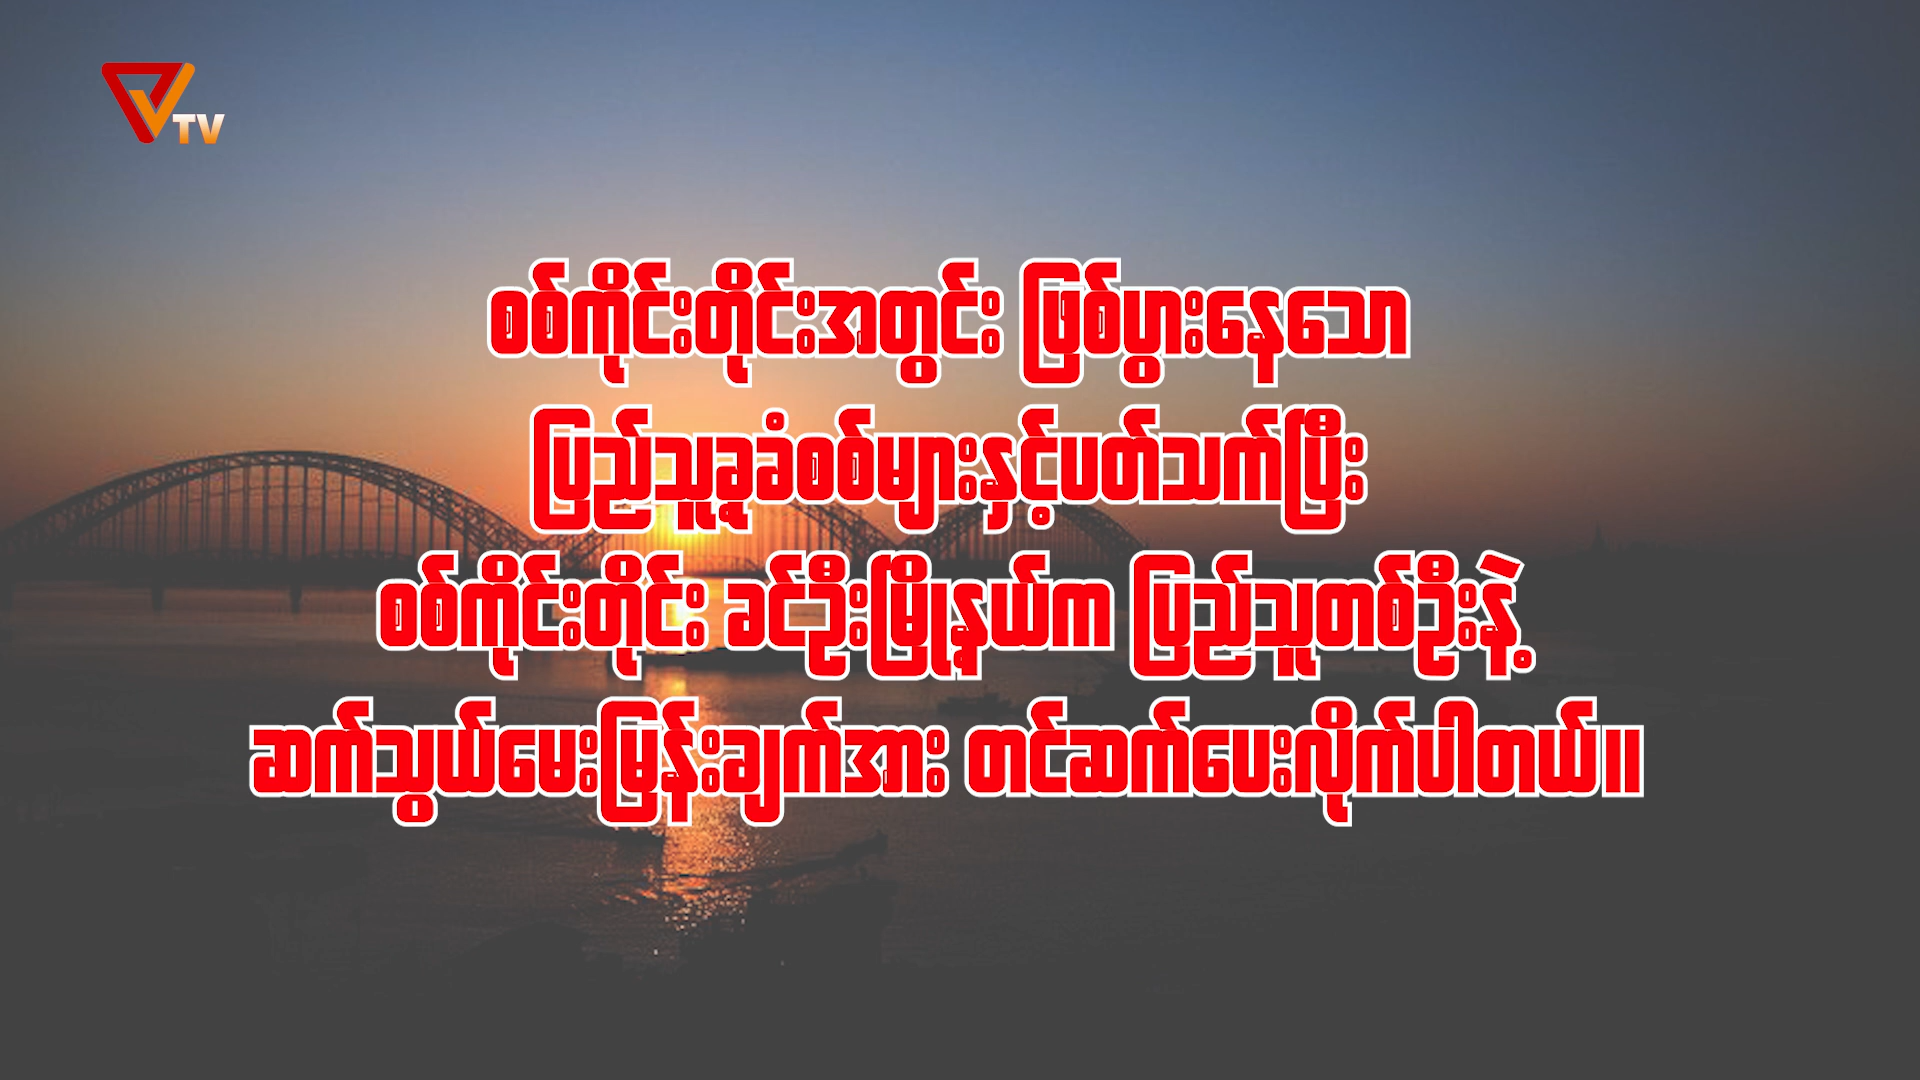 TV
စစ်ကိုင်းတိုင်းအတွင်း ဖြစ်ပွားနေသော
ပြည်သူ့ခုခံစစ်များနှင့်ပတ်သက်ပြီး
စစ်ကိုင်းတိုင်း ခင်ဦးမြို့နယ်က ပြည်သူတစ်ဦးနဲ့
ဆက်သွယ်မေးမြန်းချက်အား တင်ဆက်ပေးလိုက်ပါတယ်။